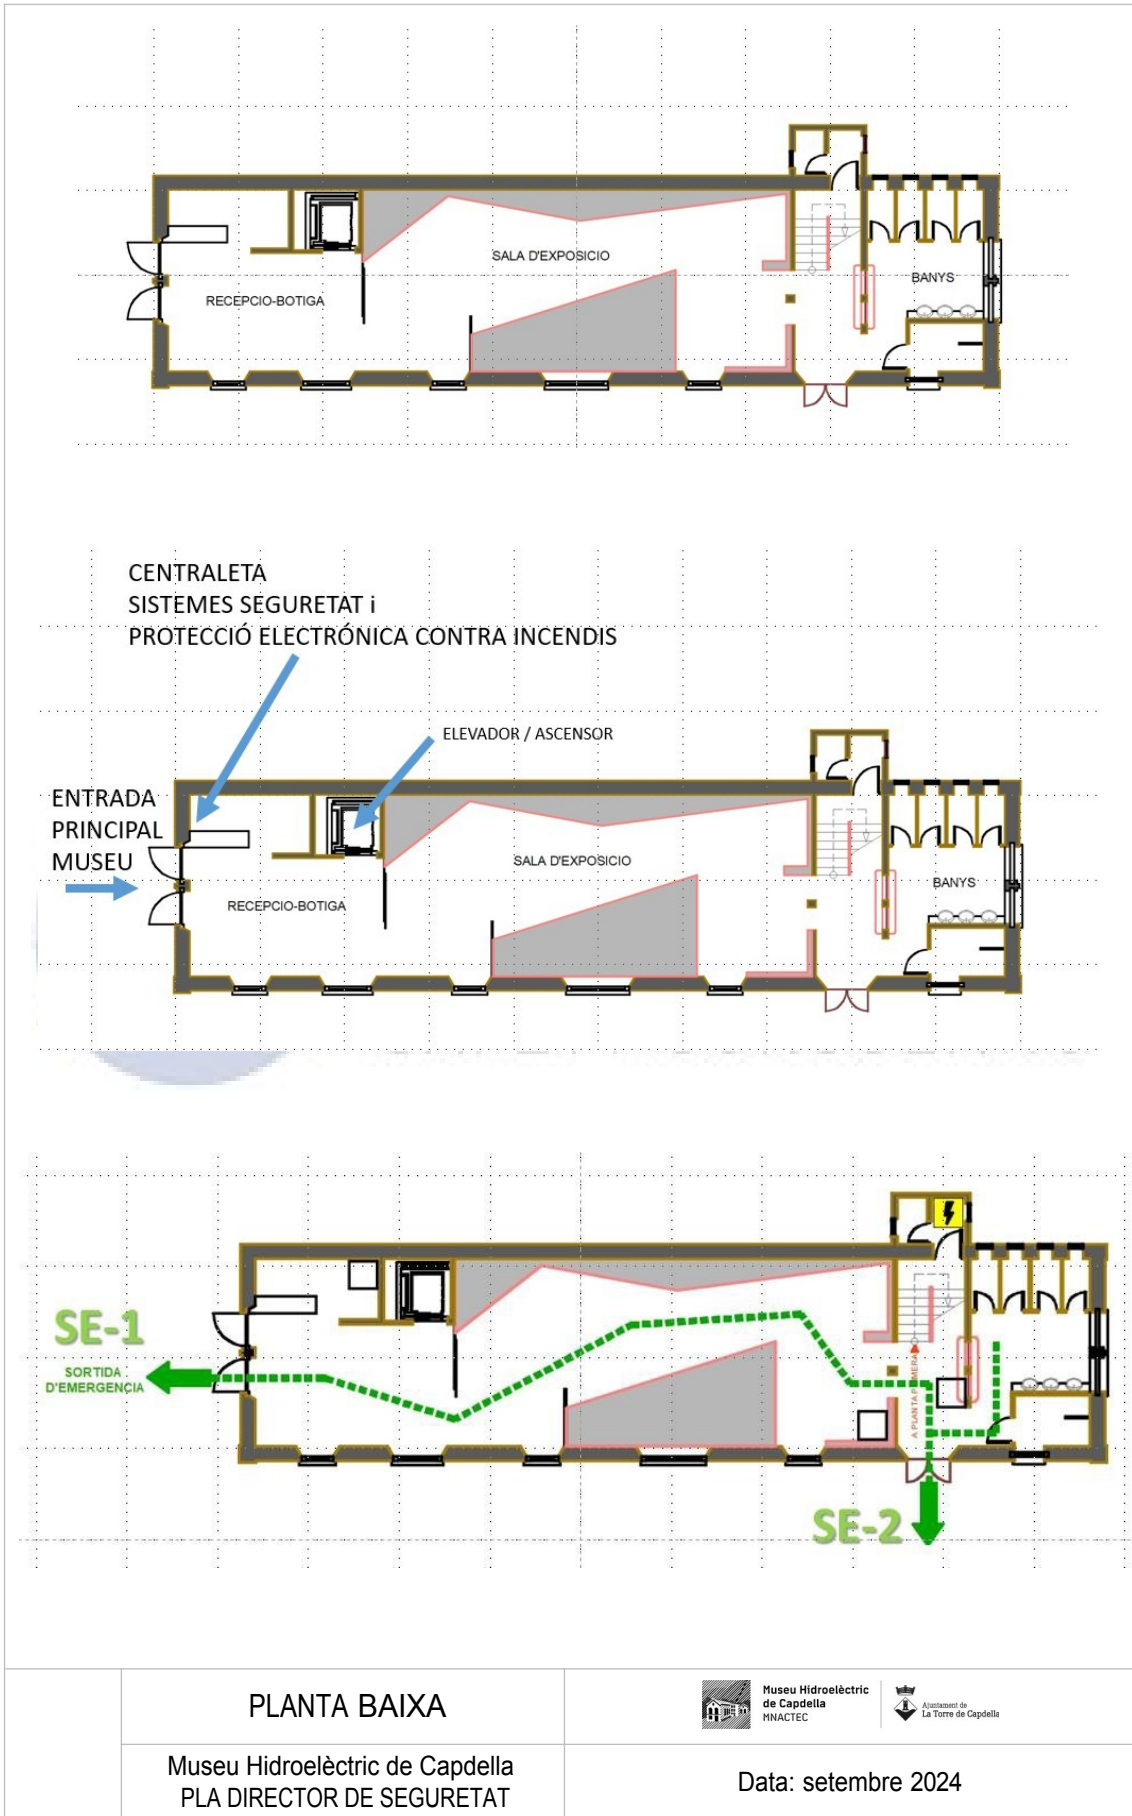 SALA D'EXPOSICIO
RECEPCIO-BOTIGA
BANYS
CENTRALETA
SISTEMES SEGURETAT i
PROTECCIÓ ELECTRÓNICA CONTRA INCENDIS
ELEVADOR / ASCENSOR
ENTRADA
PRINCIPAL
MUSEU
SALA D'EXPOSICIO
RECEPCIO-BOTIGA
BANYS
SE-1
SORTIDA
D'EMERGENCIA
A PLANTA PRIMERA
SE-2
PLANTA BAIXA
Museu Hidroelèctric
de Capdella
MNACTEC
Ajuntament de
La Torre de Capdella
Museu Hidroelèctric de Capdella
PLA DIRECTOR DE SEGURETAT
Data: setembre 2024